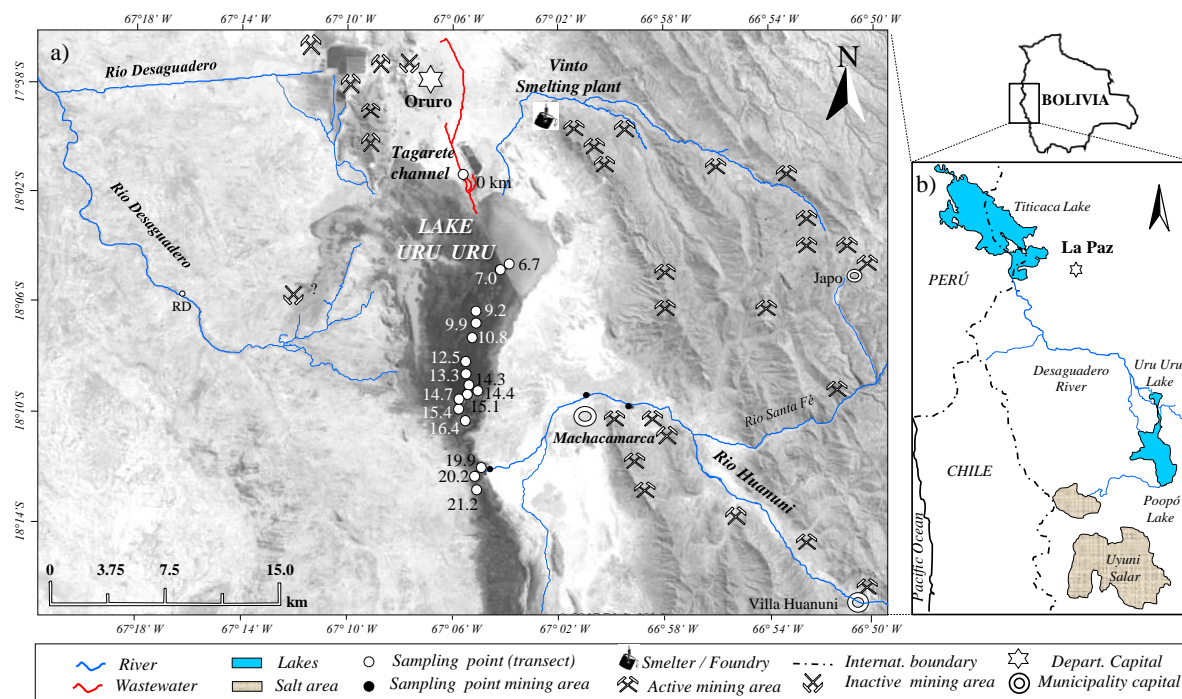 67°18' W 67°14' W 67°10' W 67°06' W 67°02' W 66°58' W 66°54' W 66°50' W
a)
N
Río Desaguadero
Oruro
Vinto
Smelting plant
17°58'S
Tagarete
channel
0 km
18°02'S
Río Desaguadero
LAKE
URU URU
6.7
7.0
Japo
18°06'S
RD
?
9.2
9.9
10.8
12.5
13.3
14.3
14.4
14.7
15.1
15.4
16.4
18°10'S
Machacamarca
Rio Santa Fé
19.9
20.2
21.2
Rio Huanuni
18°14'S
0 3.75 7.5 15.0
km
Villa Huanuni
67°18' W 67°14' W 67°10' W 67°06' W 67°02' W 66°58' W 66°54' W 66°50' W
BOLIVIA
b)
Titicaca Lake
La Paz
PERÚ
Desaguadero
River
Uru Uru
Lake
CHILE
Poopó
Lake
Uyuni
Salar
Pacific Ocean
River
Lakes
Sampling point (transect)
Smelter / Foundry
Internat. boundary
Depart. Capital
Wastewater
Salt area
Sampling point mining area
Active mining area
Inactive mining area
Municipality capital